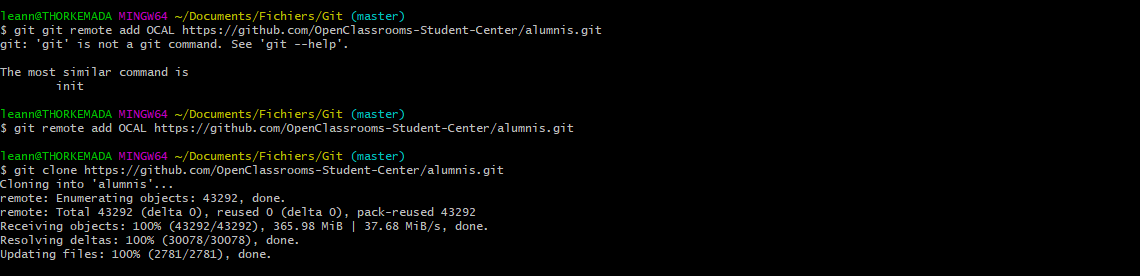 leann@THORKEMADA MINGW64 ~/Documents/Fichiers/Git (master)
$ git git remote add OCAL https://github.com/OpenClassrooms-Student-Center/alumnis.git
git: 'git' is not a git command. See 'git --help'.
The most similar command is
init
leann@THORKEMADA MINGW64 ~/Documents/Fichiers/Git (master)
$ git remote add OCAL https://github.com/OpenClassrooms-Student-Center/alumnis.git
leann@THORKEMADA MINGW64 ~/Documents/Fichiers/Git (master)
$ git clone https://github.com/OpenClassrooms-Student-Center/alumnis.git
Cloning into 'alumnis'...
remote: Enumerating objects: 43292, done.
remote: Total 43292 (delta 0), reused 0 (delta 0), pack-reused 43292
Receiving objects: 100% (43292/43292), 365.98 MiB | 37.68 MiB/s, done.
Resolving deltas: 100% (30078/30078), done.
Updating files: 100% (2781/2781), done.